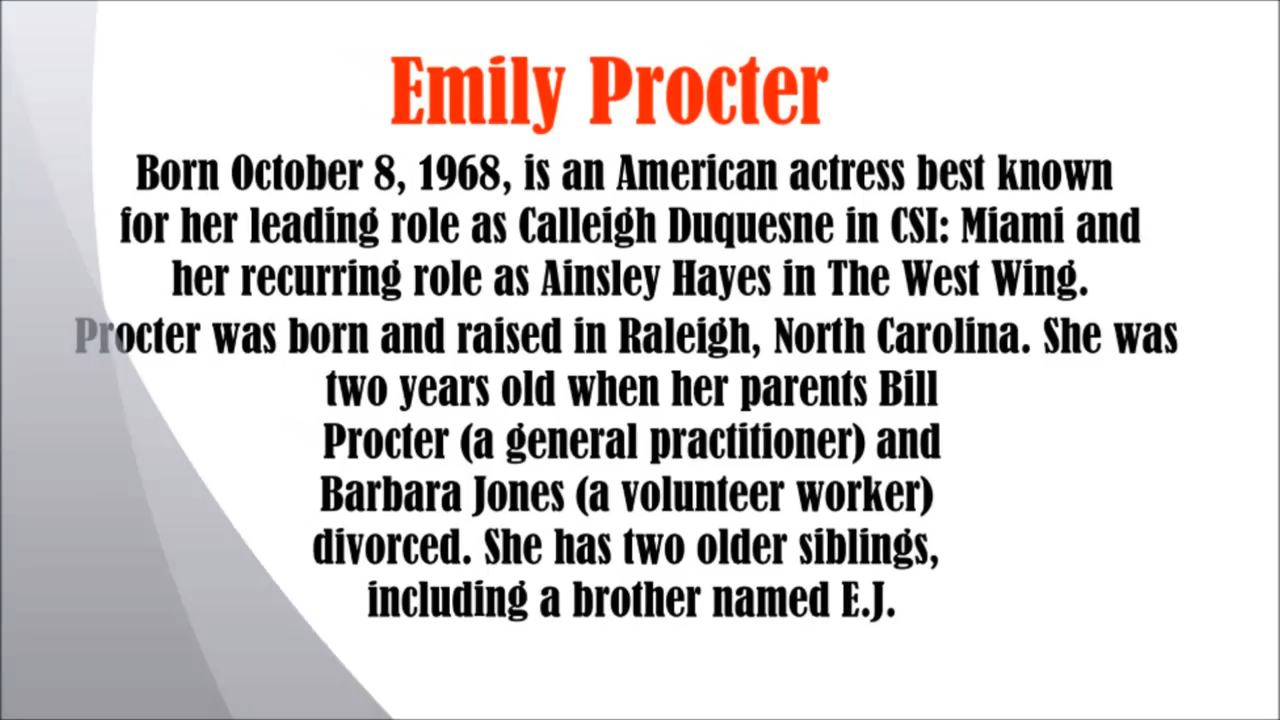 Emily Procter
Born October 8, 1968, is an American actress best known
for her leading role as Calleigh Duquesne in CSI: Miami and
her recurring role as Ainsley Hayes in The West Wing.
Procter was born and raised in Raleigh, North Carolina. She was
two years old when her parents Bill
Procter (a general practitioner) and
Barbara Jones (a volunteer worker)
divorced. She has two older siblings,
including a brother named E.J.